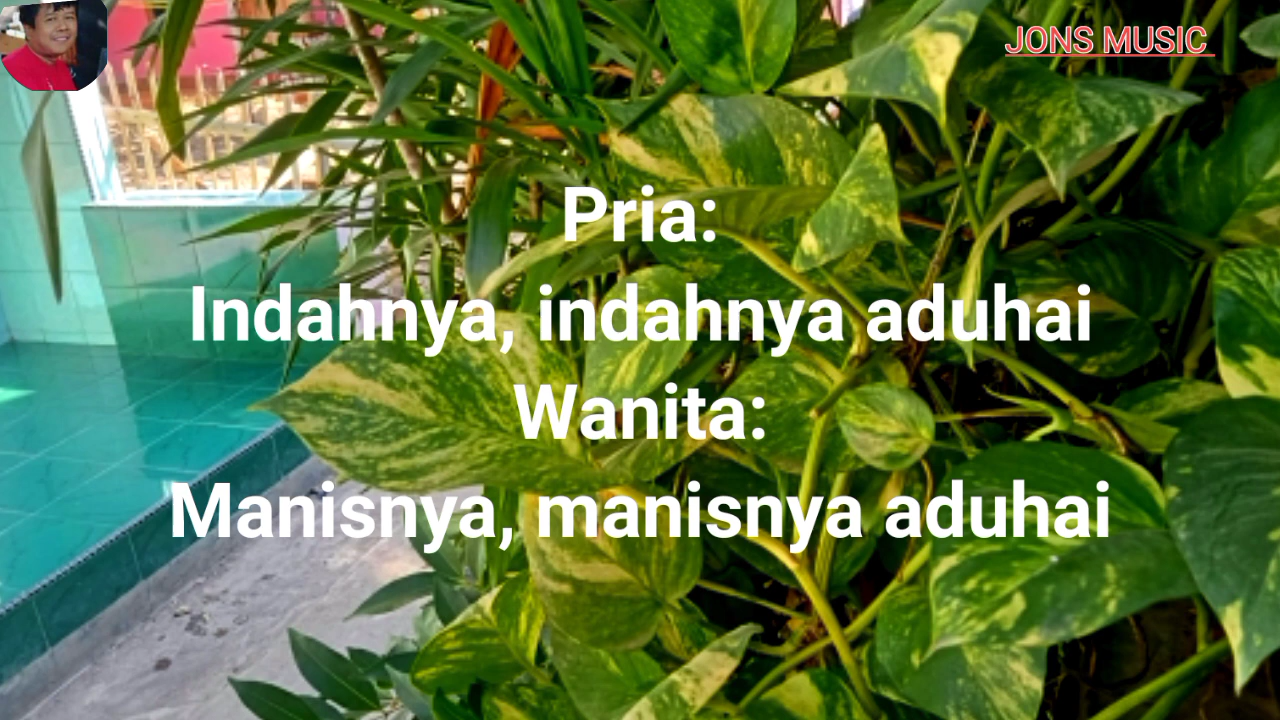 JONS MUSIC
Pria:
Indahnya, indahnya aduhai
Wanita:
Manisnya, manisnya aduhai